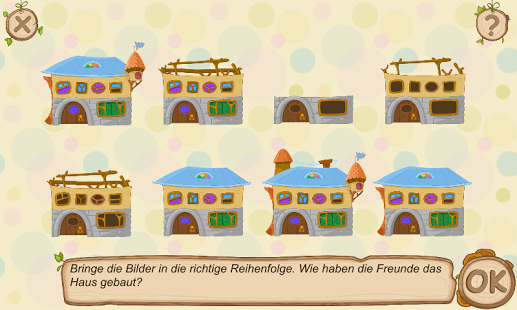 Bringe die Bilder in die richtige Reihenfolge. Wie haben die Freunde das
Haus gebaut?
OK
?